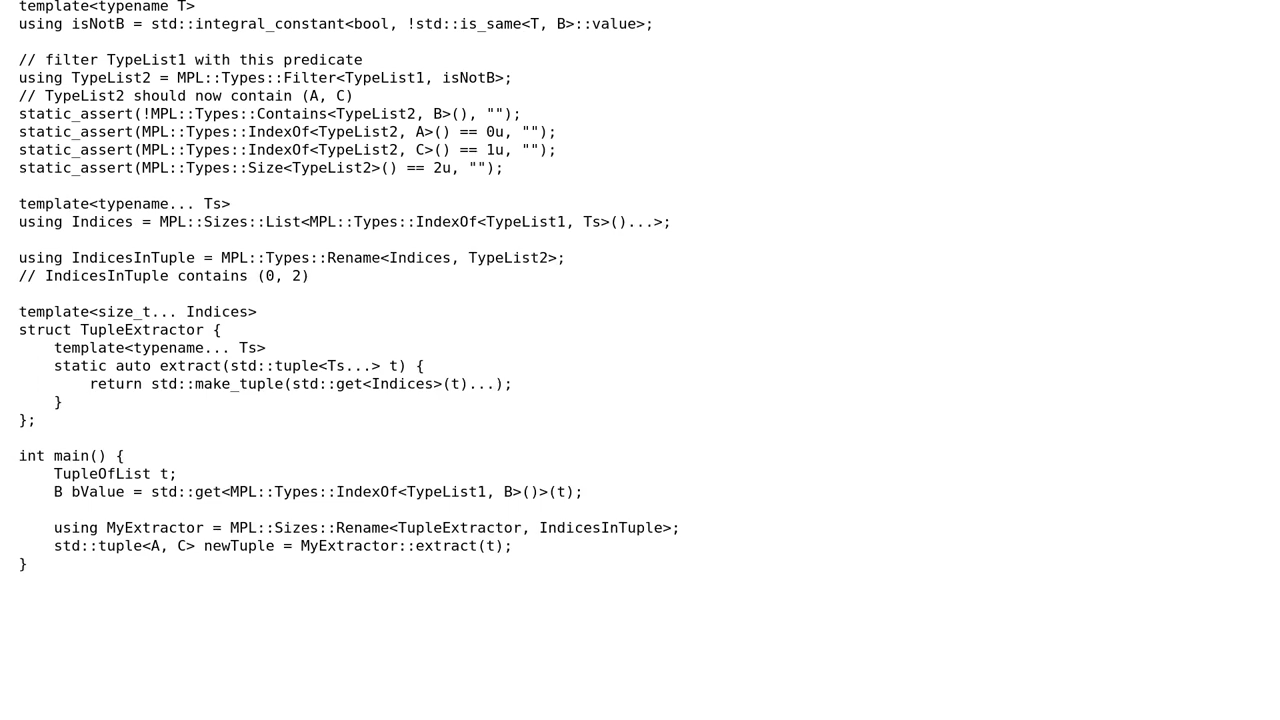 template<typename T>
using isNotB = std::integral_constant<bool, !std::is_same<T, B>::value>;
// filter TypeList1 with this predicate
using TypeList2 = MPL::Types::Filter<TypeList1, isNotB>;
// TypeList2 should now contain (A, C)
static_assert(!MPL::Types::Contains<TypeList2, B>(), "");
static_assert(MPL::Types::IndexOf<TypeList2, A>() == 0u, "");
static_assert(MPL::Types::IndexOf<TypeList2, C>() == 1u, "");
static_assert(MPL::Types::Size<TypeList2>() == 2u, "");
template<typename... Ts>
using Indices = MPL::Sizes::List<MPL::Types::IndexOf<TypeList1, Ts>()...>;
using IndicesInTuple = MPL::Types::Rename<Indices, TypeList2>;
// IndicesInTuple contains (0, 2)
template<size_t... Indices>
struct TupleExtractor {
    template<typename... Ts>
    static auto extract(std::tuple<Ts...> t) {
        return std::make_tuple(std::get<Indices>(t)...);
    }
};
int main() {
    TupleOfList t;
    B bValue = std::get<MPL::Types::IndexOf<TypeList1, B>()>(t);
    using MyExtractor = MPL::Sizes::Rename<TupleExtractor, IndicesInTuple>;
    std::tuple<A, C> newTuple = MyExtractor::extract(t);
}